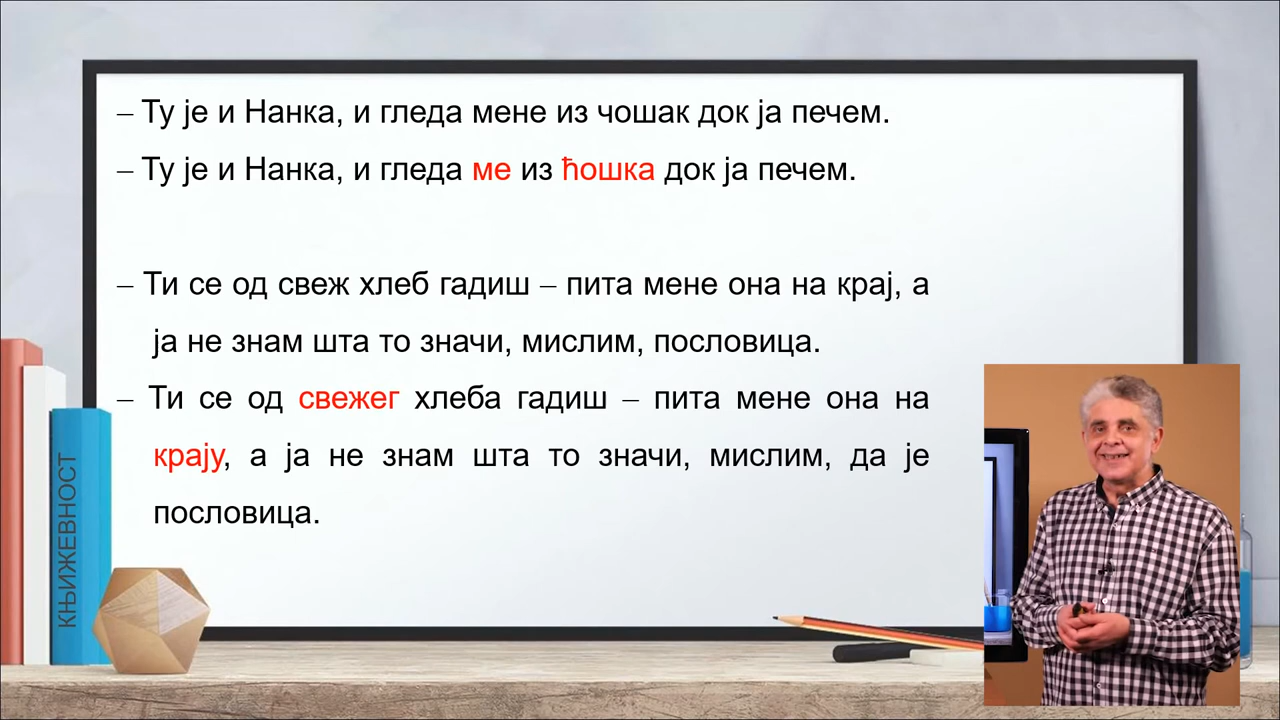 – Ту је и Нанка, и гледа мене из чошак док ја печем.
– Ту је и Нанка, и гледа ме из ћошка док ја печем.
– Ти се од свеж хлеб гадиш – пита мене она на крај, а
ја не знам шта то значи, мислим, пословица.
– Ти се од свежег хлеба гадиш – пита мене она на
крају, а ја не знам шта то значи, мислим, да је
пословица.
КЊИЖЕВНОСТ